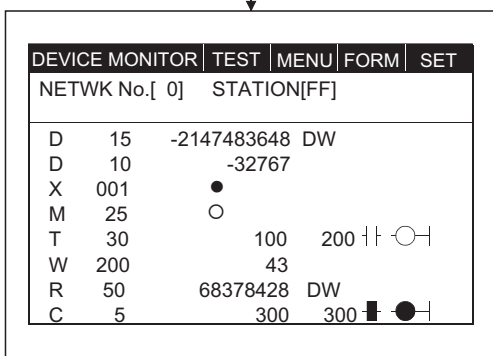 DEVICE MONITOR TEST MENU FORM SET
NETWK No.[ 0] STATION[FF]
D 15 -2147483648 DW
D 10 -32767
X 001 ●
M 25 ○
T 30 100 200
W 200 43
R 50 68378428 DW
C 5 300 300